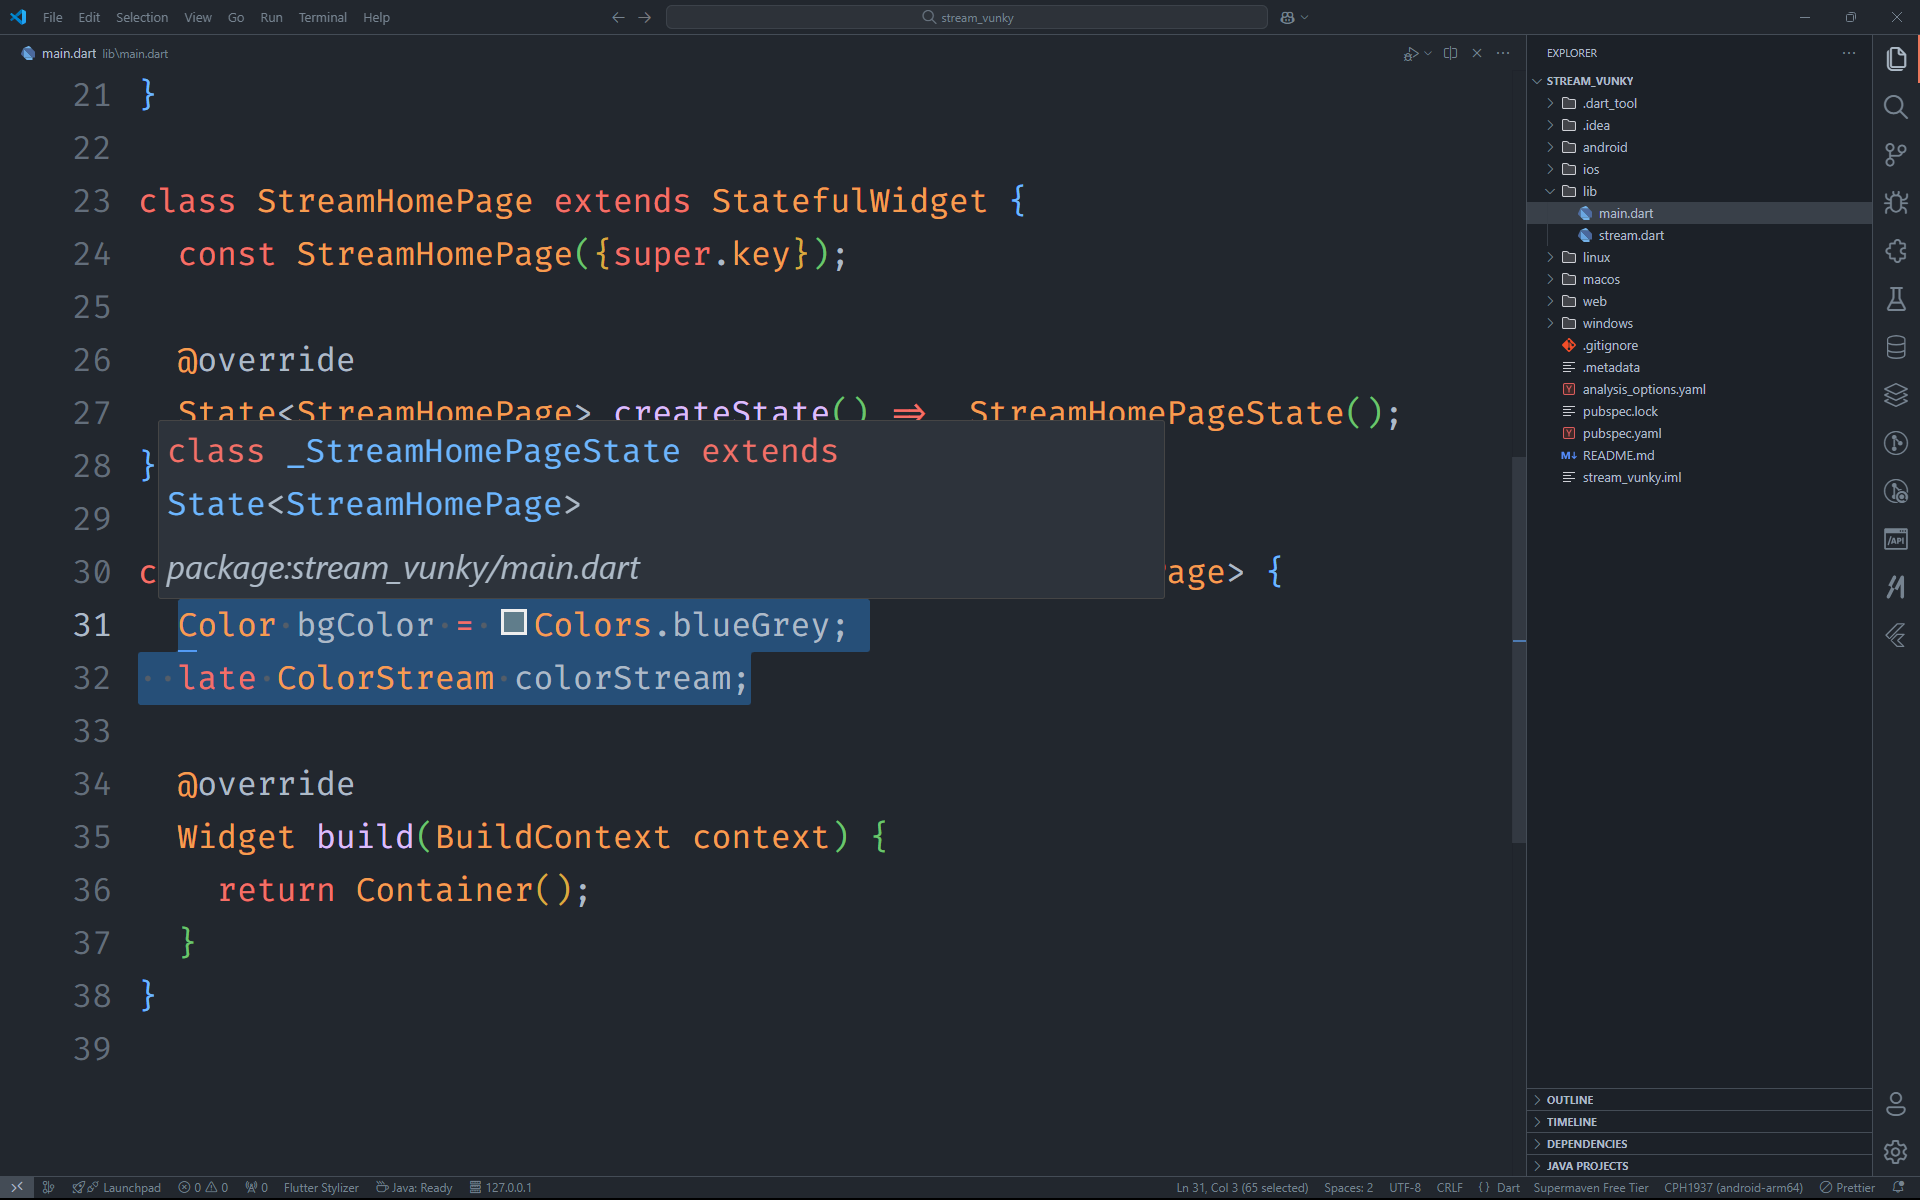 File Edit Selection View Go Run Terminal Help
stream_vunky
main.dart lib\main.dart
21 }
22
23 class StreamHomePage extends StatefulWidget {
24 const StreamHomePage({super.key});
25
26 @override
27 State<StreamHomePage> createState() => _StreamHomePageState();
28 }
class _StreamHomePageState extends
State<StreamHomePage>
package:stream_vunky/main.dart
29
30 c age> {
31 Color bgColor = Colors.blueGrey;
32 late ColorStream colorStream;
33
34 @override
35 Widget build(BuildContext context) {
36 return Container();
37 }
38 }
39
EXPLORER
STREAM_VUNKY
.dart_tool
.idea
android
ios
lib
main.dart
stream.dart
linux
macos
web
windows
.gitignore
.metadata
Y analysis_options.yaml
pubspec.lock
Y pubspec.yaml
M↓ README.md
stream_vunky.iml
OUTLINE
TIMELINE
DEPENDENCIES
JAVA PROJECTS
/API
Launchpad 0 0 0 Flutter Stylizer Java: Ready 127.0.0.1
Ln 31, Col 3 (65 selected) Spaces: 2 UTF-8 CRLF {} Dart Supermaven Free Tier CPH1937 (android-arm64) Prettier